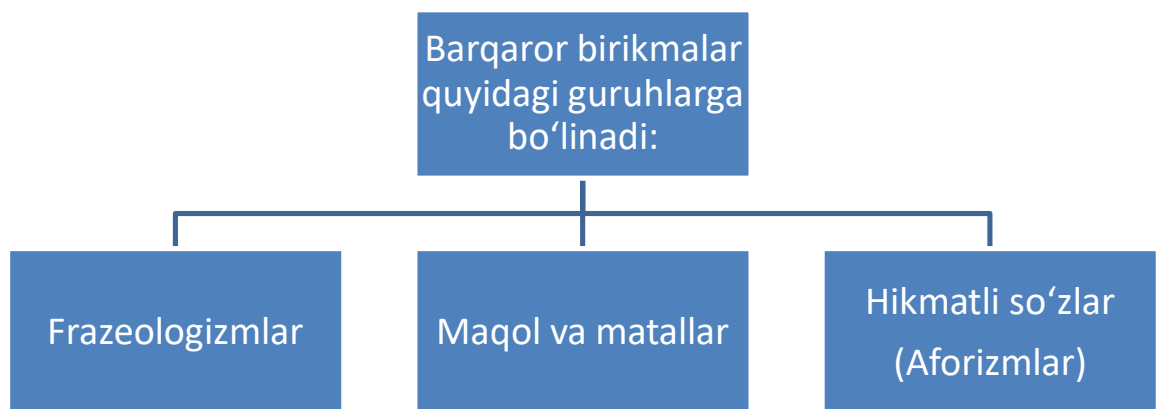 Barqaror birikmalar
quyidagi guruhlarga
bo‘linadi:
Frazeologizmlar
Maqol va matallar
Hikmatli so‘zlar
(Aforizmlar)